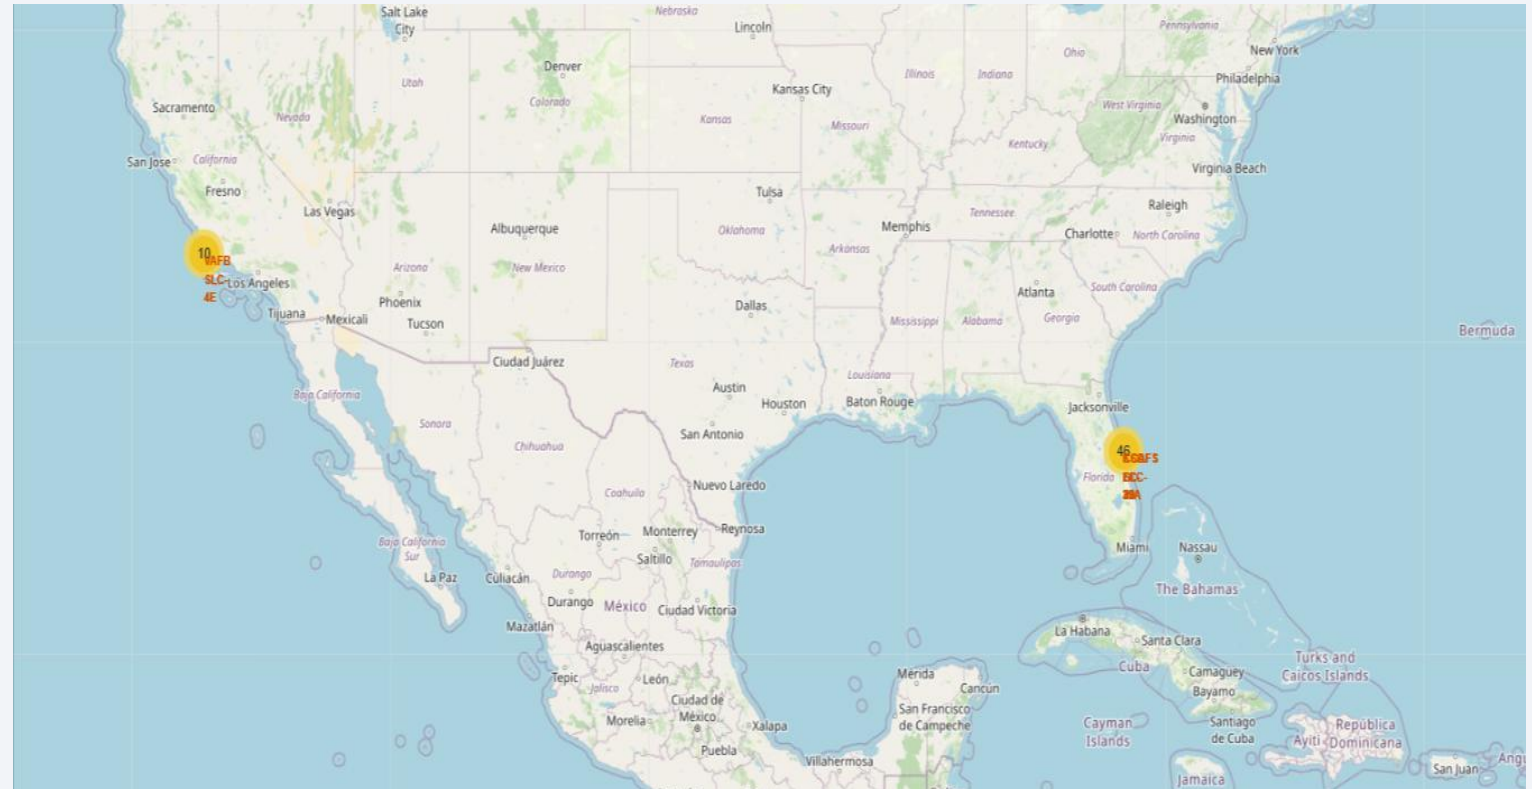 Salt Lake
City
Nebraska
Lincoln
Pennsylvania
New York
Ohio
Denver
Utah
Illinois
Indiana
Philadelphia
Kansas City
Colorado
Sacramento
West Virginia
Nevada
Kansas
Missouri
Washington
Virginia
Kentucky
San Jose
California
Virginia Beach
Fresno
Tulsa
Las Vegas
Raleigh
Tennessee
Albuquerque
Oklahoma
Memphis
Charlotte
North Carolina
Arkansas
10
VAFB
SLC-
4E
Arizona
New Mexico
Los Angeles
Atlanta
South Carolina
Phoenix
Dallas
Tijuana
Mexicali
Tucson
Mississippi
Alabama
Georgia
Bermuda
Ciudad Juárez
Texas
Louisiana
Baja California
Austin
Houston
Baton Rouge
Jacksonville
Sonora
San Antonio
Chihuahua
46
Florida
Nuevo Laredo
Coahuila
Reynosa
Torreón
Monterrey
Baja California
Sur
Saltillo
Tamaulipas
Miami
Nassau
La Paz
Culiacán
Durango
The Bahamas
Durango
México
Ciudad Victoria
Mazatlán
La Habana
Santa Clara
Aguascalientes
Turks and
Caicos Islands
Cuba
Camaguey
Tepic
León
Mérida
Cancún
Jalisco
Bayamo
Ciudad de
México
San Francisco
de Campeche
Morelia
Xalapa
Cayman
Islands
Santiago
de Cuba
República
Dominicana
Ayiti
Puebla
Villahermosa
San Juan
Jamaica